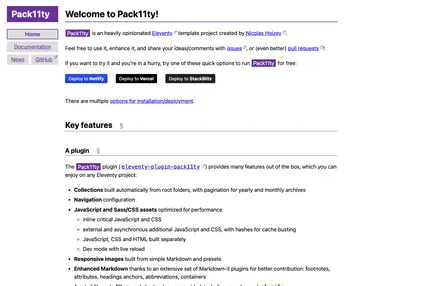 Pack11ty
Home
Documentation
News
GitHub
Welcome to Pack11ty!
Pack11ty is an heavily opinionated Eleventy template project created by Nicolas Hoizey.
Feel free to use it, enhance it, and share your ideas/comments with issues, or (even better) pull requests!
If you want to try it and you're in a hurry, try one of these quick options to run Pack11ty for free:
Deploy to Netlify
Deploy to Vercel
Deploy to StackBlitz
There are multiple options for installation/deployment.
Key features §
A plugin §
The Pack11ty plugin (eleventy-plugin-pack11ty) provides many features out of the box, which you can
enjoy on any Eleventy project:
• Collections built automatically from root folders, with pagination for yearly and monthly archives
• Navigation configuration
• JavaScript and Sass/CSS assets optimized for performance
◦ inline critical JavaScript and CSS
◦ external and asynchronous additional JavaScript and CSS, with hashes for cache busting
◦ JavaScript, CSS and HTML built separately
◦ Dev mode with live reload
• Responsive images built from simple Markdown and presets
• Enhanced Markdown thanks to an extensive set of Markdown-it plugins for better contribution: footnotes,
attributes, headings anchors, abbreviations, containers